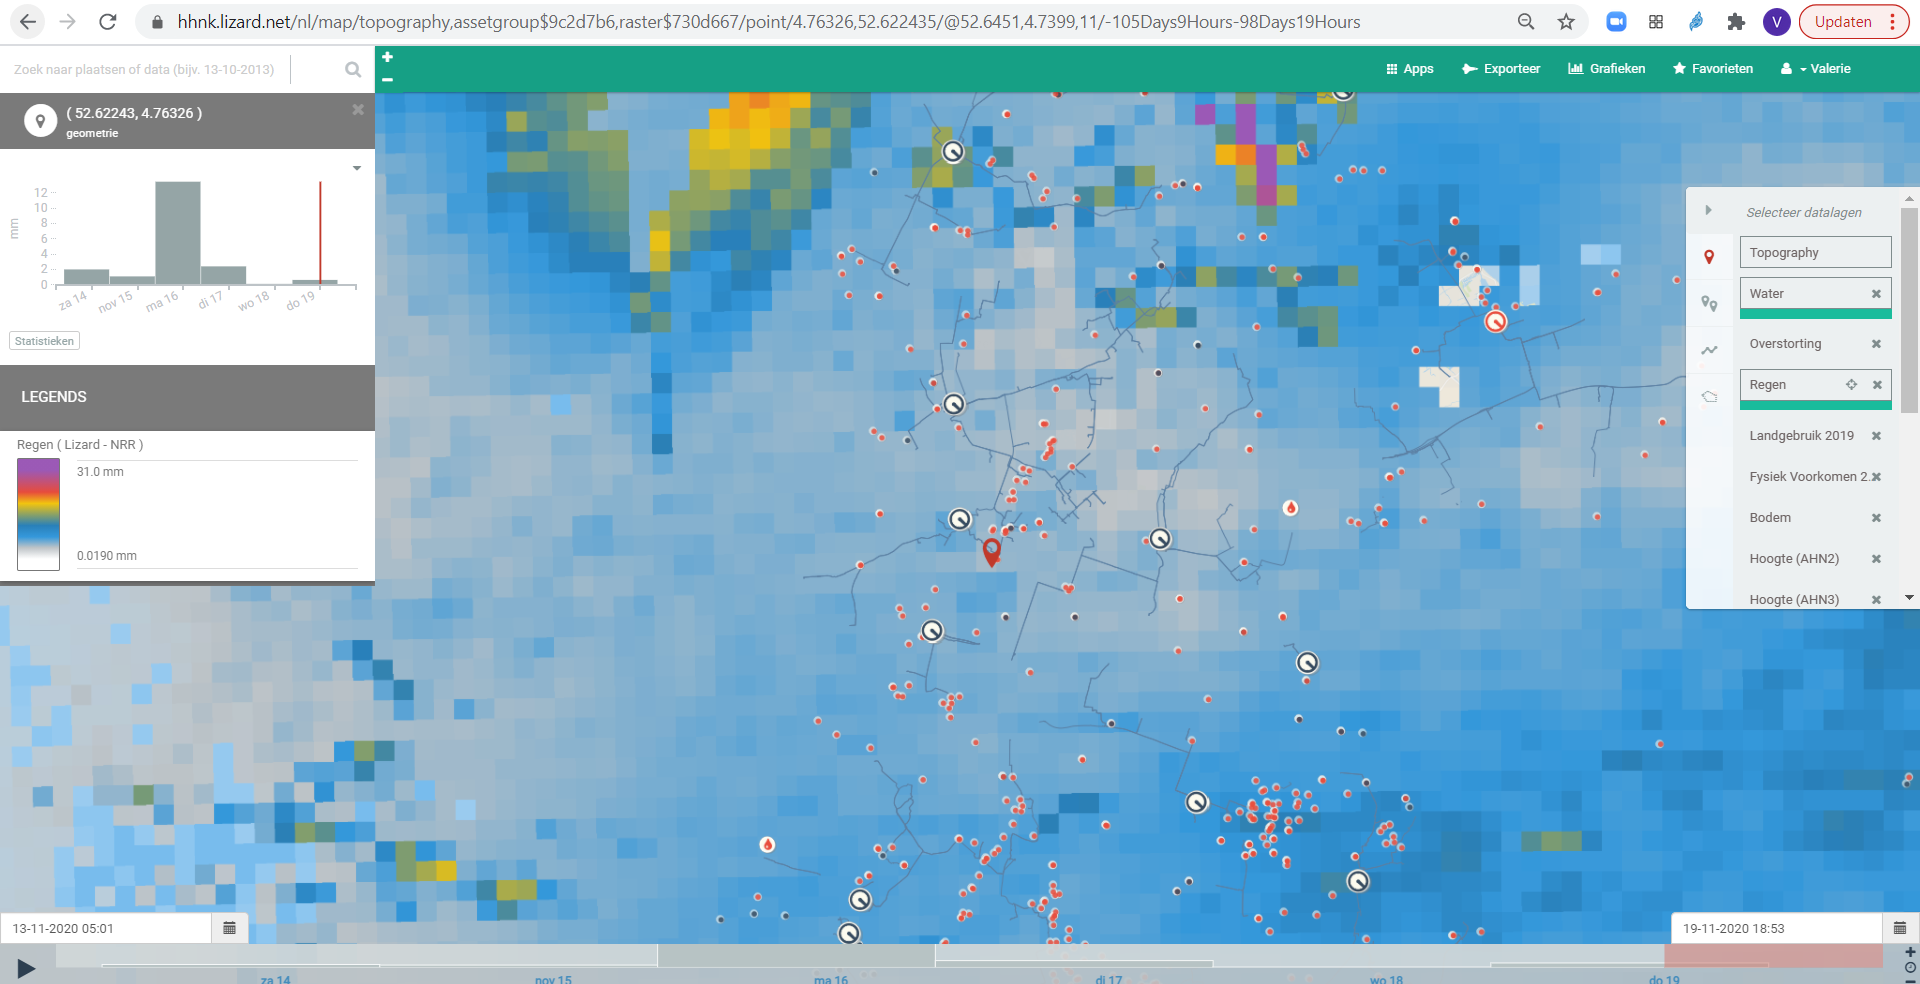 hhnk.lizard.net/nl/map/topography,assetgroup$9c2d7b6,raster$730d667/point/4.76326,52.622435/@52.6451,4.7399,11/-105Days9Hours-98Days19Hours
V
Updaten
Zoek naar plaatsen of data (bijv. 13-10-2013)
Apps
Exporteer
Grafieken
Favorieten
Valerie
( 52.62243, 4.76326 )
geometrie
mm
12
10
8
6
4
2
0
za 14
nov 15
ma 16
di 17
wo 18
do 19
Statistieken
LEGENDS
Regen ( Lizard - NRR )
31.0 mm
0.0190 mm
Selecteer datalagen
Topography
Water
Overstorting
Regen
Landgebruik 2019
Fysiek Voorkomen 2.
Bodem
Hoogte (AHN2)
Hoogte (AHN3)
13-11-2020 05:01
19-11-2020 18:53
za 14
nov 15
ma 16
di 17
wo 18
do 19